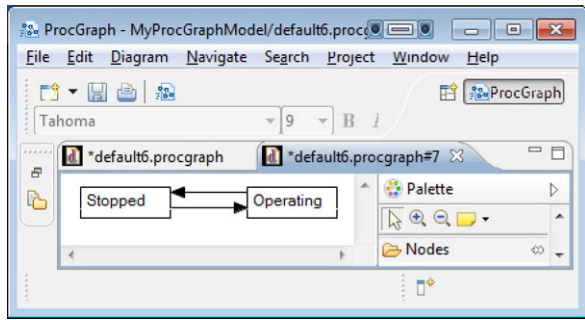 ProcGraph - MyProcGraphModel/default6.proc
File Edit Diagram Navigate Search Project Window Help
ProcGraph
Tahoma 9 B I
*default6.procgraph *default6.procgraph#7
Stopped Operating
Palette
Nodes